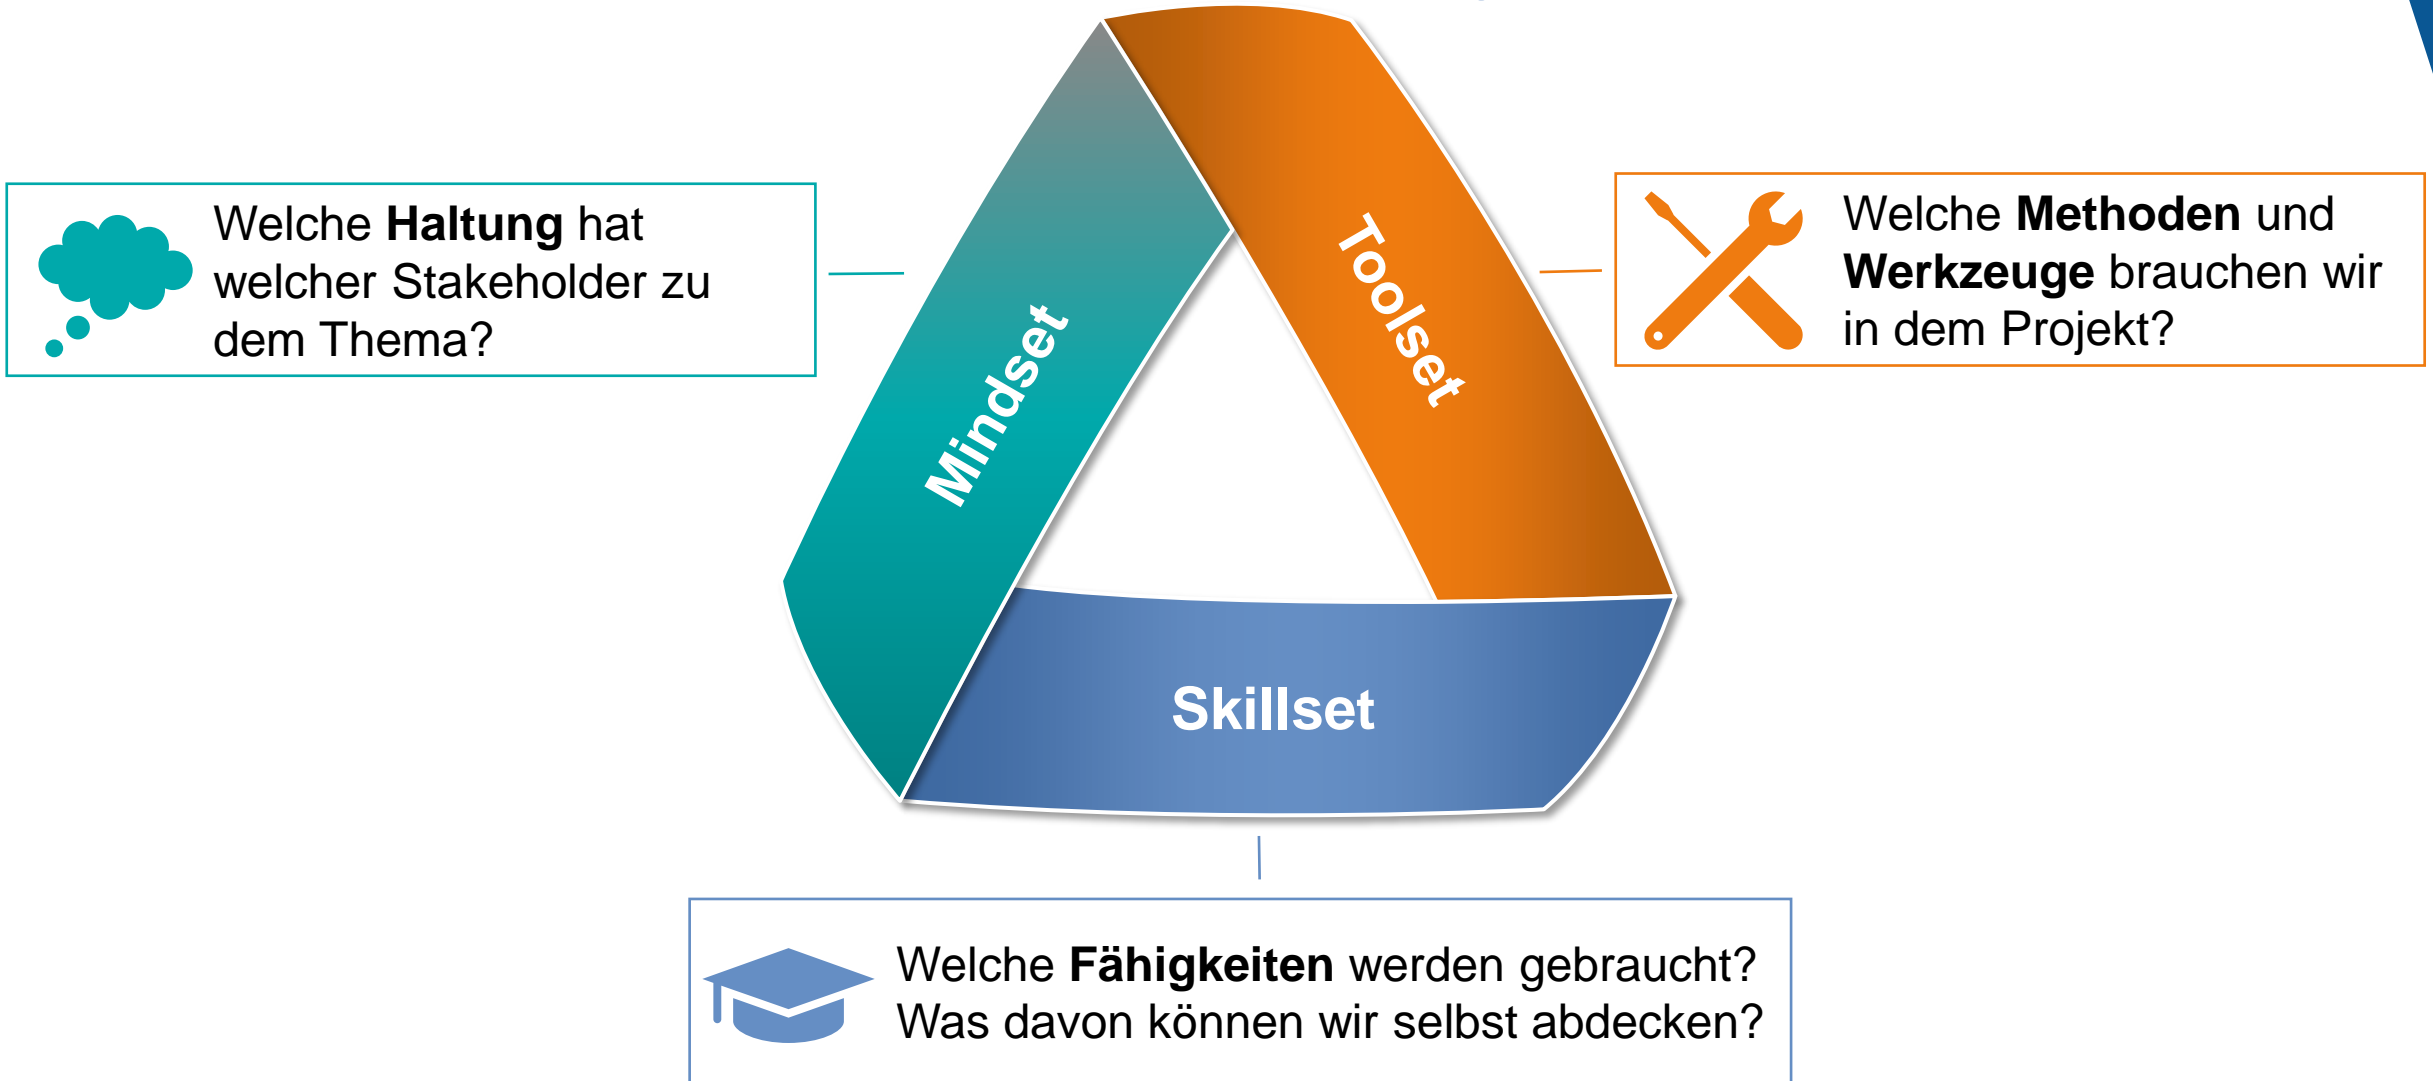 Welche Haltung hat
welcher Stakeholder zu
dem Thema?
Mindset
Toolset
Welche Methoden und
Werkzeuge brauchen wir
in dem Projekt?
Skillset
Welche Fähigkeiten werden gebraucht?
Was davon können wir selbst abdecken?